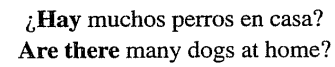 ¿Hay muchos perros en casa?
Are there many dogs at home?